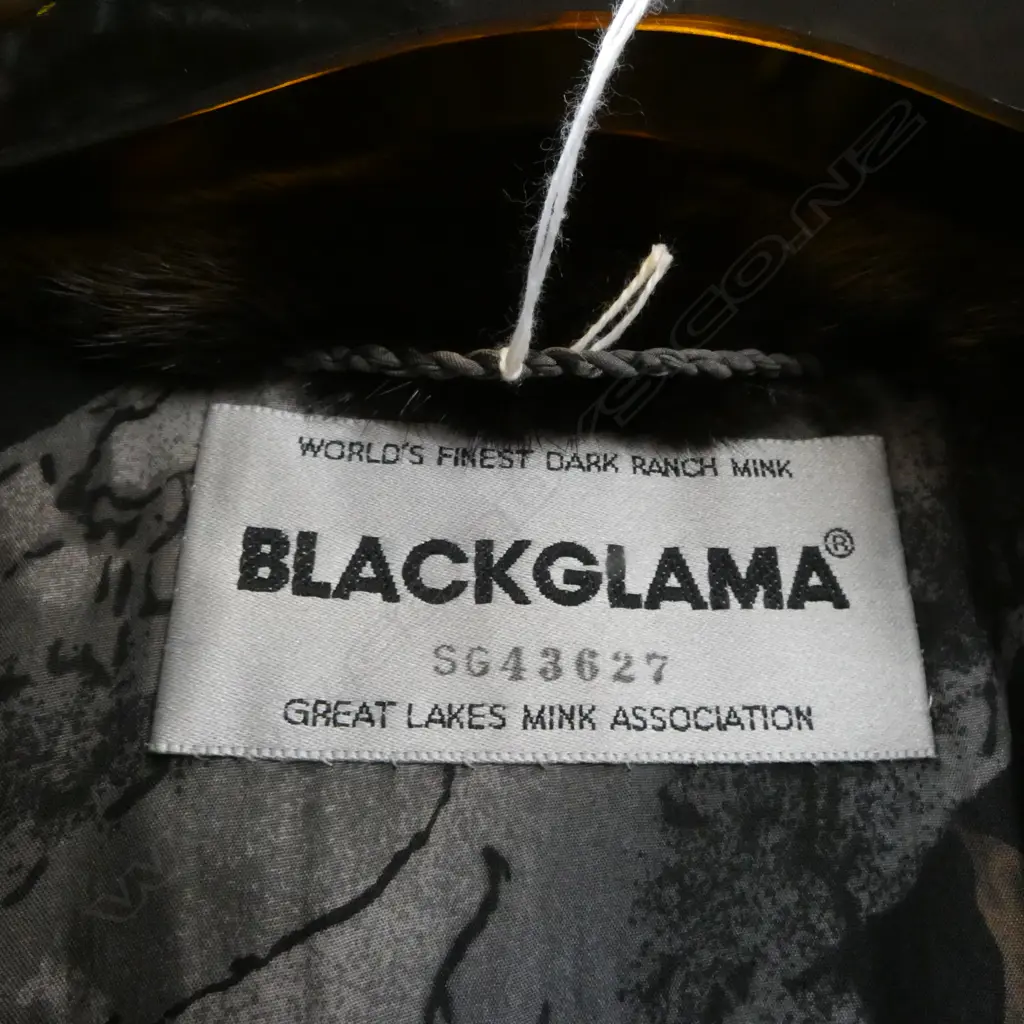 WORLD'S FINEST DARK RANCH MINK
BLACKGLAMA®
SG43627
GREAT LAKES MINK ASSOCIATION